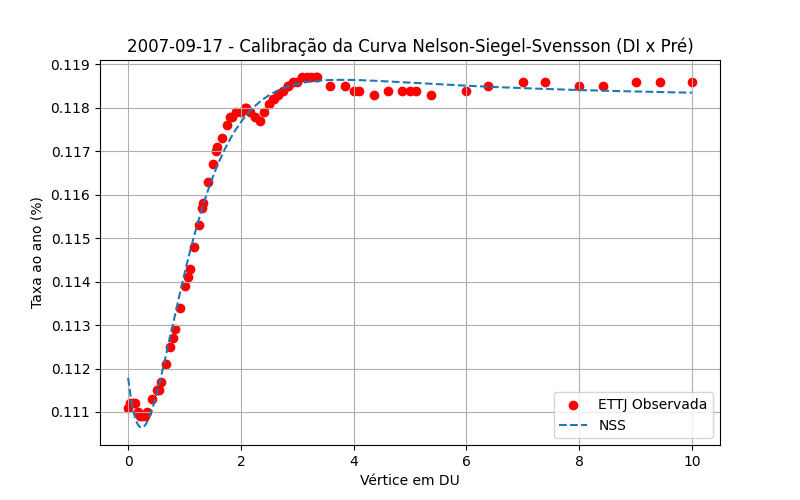 2007-09-17 - Calibração da Curva Nelson-Siegel-Svensson (DI x Pré)
Taxa ao ano (%)
0.119
0.118
0.117
0.116
0.115
0.114
0.113
0.112
0.111
0 2 4 6 8 10
Vértice em DU
ETTJ Observada
NSS